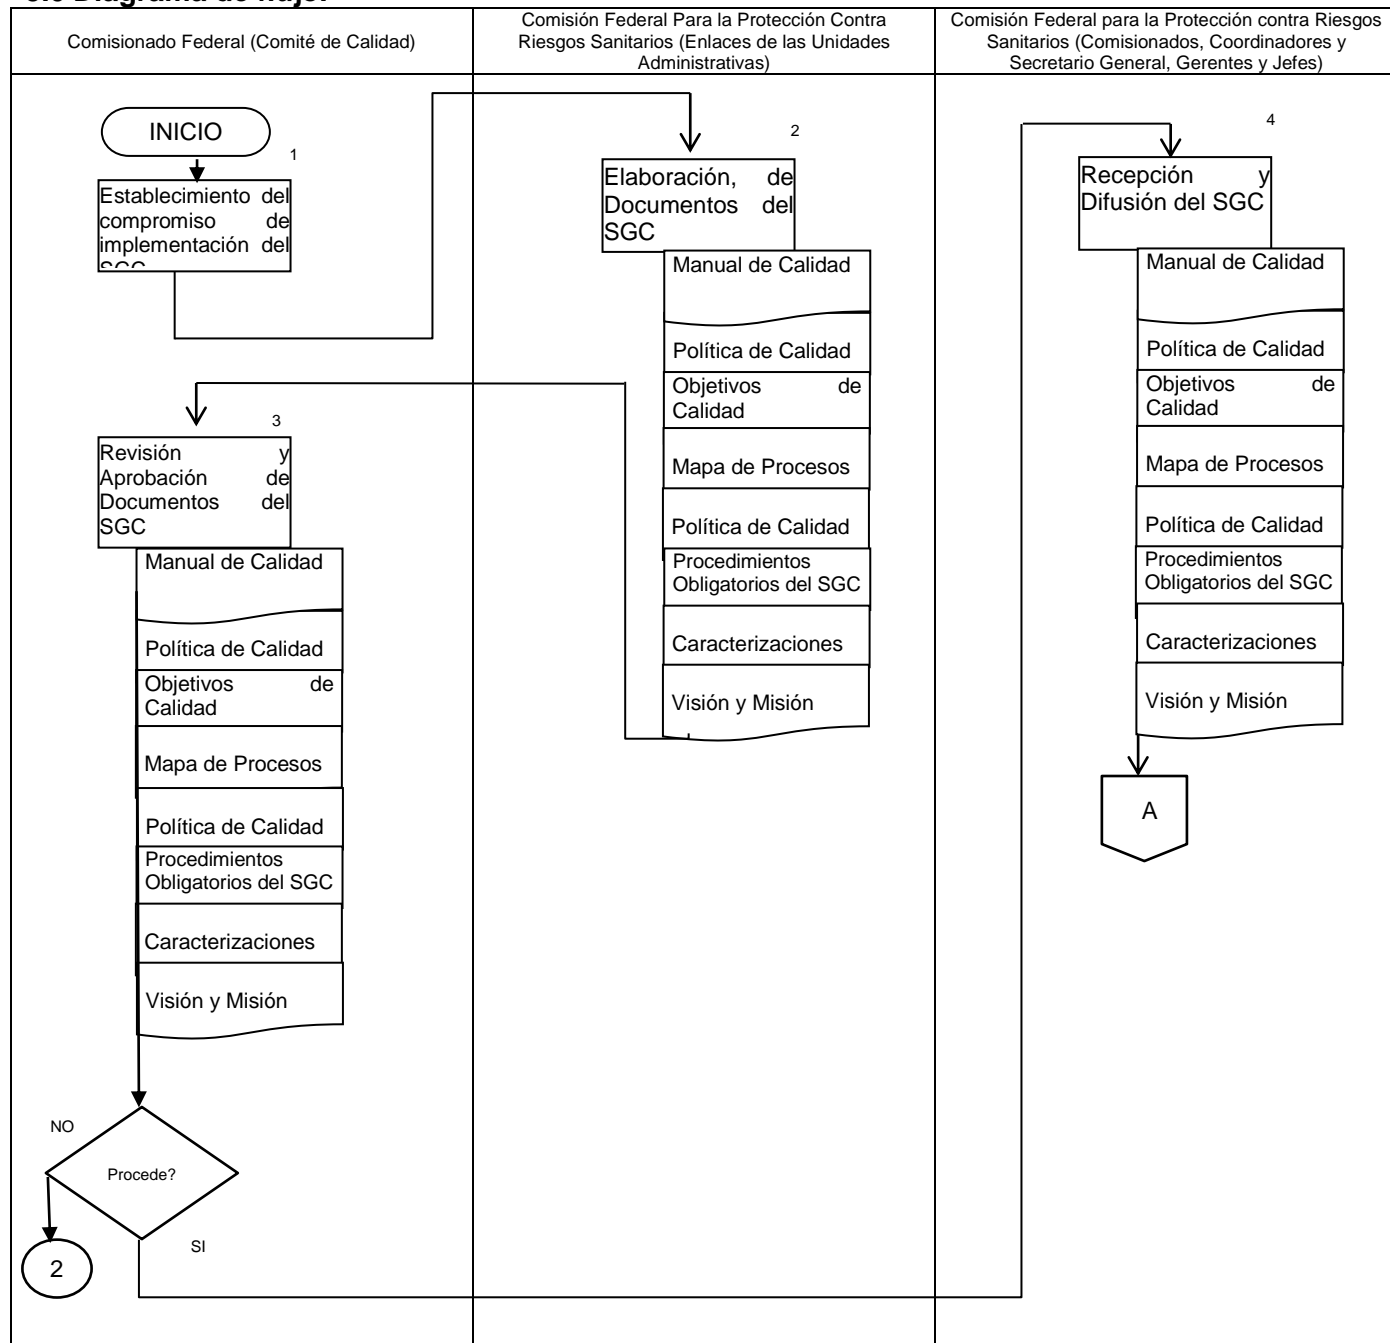 Comisionado Federal (Comité de Calidad)
Comisión Federal Para la Protección Contra
Riesgos Sanitarios (Enlaces de las Unidades
Administrativas)
Comisión Federal para la Protección contra Riesgos
Sanitarios (Comisionados, Coordinadores y
Secretario General, Gerentes y Jefes)
INICIO
1
Establecimiento del
compromiso de
implementación del
2
Elaboración, de
Documentos del
SGC
Manual de Calidad
Política de Calidad
Objetivos de
Calidad
Mapa de Procesos
Política de Calidad
Procedimientos
Obligatorios del SGC
Caracterizaciones
Visión y Misión
3
Revisión y
Aprobación de
Documentos del
SGC
Manual de Calidad
Política de Calidad
Objetivos de
Calidad
Mapa de Procesos
Política de Calidad
Procedimientos
Obligatorios del SGC
Caracterizaciones
Visión y Misión
NO
Procede?
SI
2
4
Recepción y
Difusión del SGC
Manual de Calidad
Política de Calidad
Objetivos de
Calidad
Mapa de Procesos
Política de Calidad
Procedimientos
Obligatorios del SGC
Caracterizaciones
Visión y Misión
A